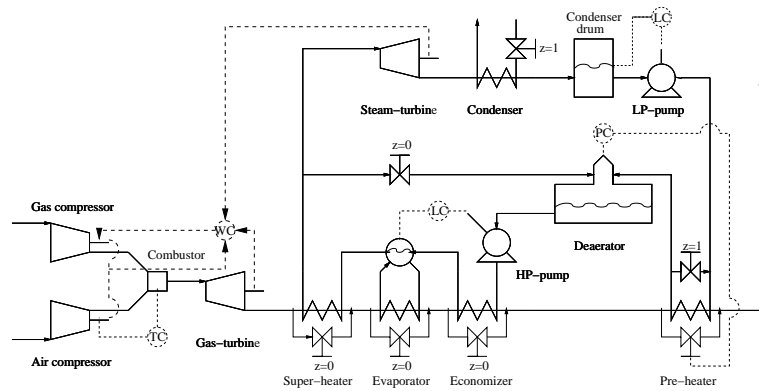 Condenser
drum
LC
z=1
Steam−turbine
Condenser
LP−pump
z=0
PC
Gas compressor
WC
LC
Deaerator
z=1
Combustor
HP−pump
TC
Gas−turbine
Air compressor
z=0
z=0
z=0
Super−heater
Evaporator
Economizer
Pre−heater